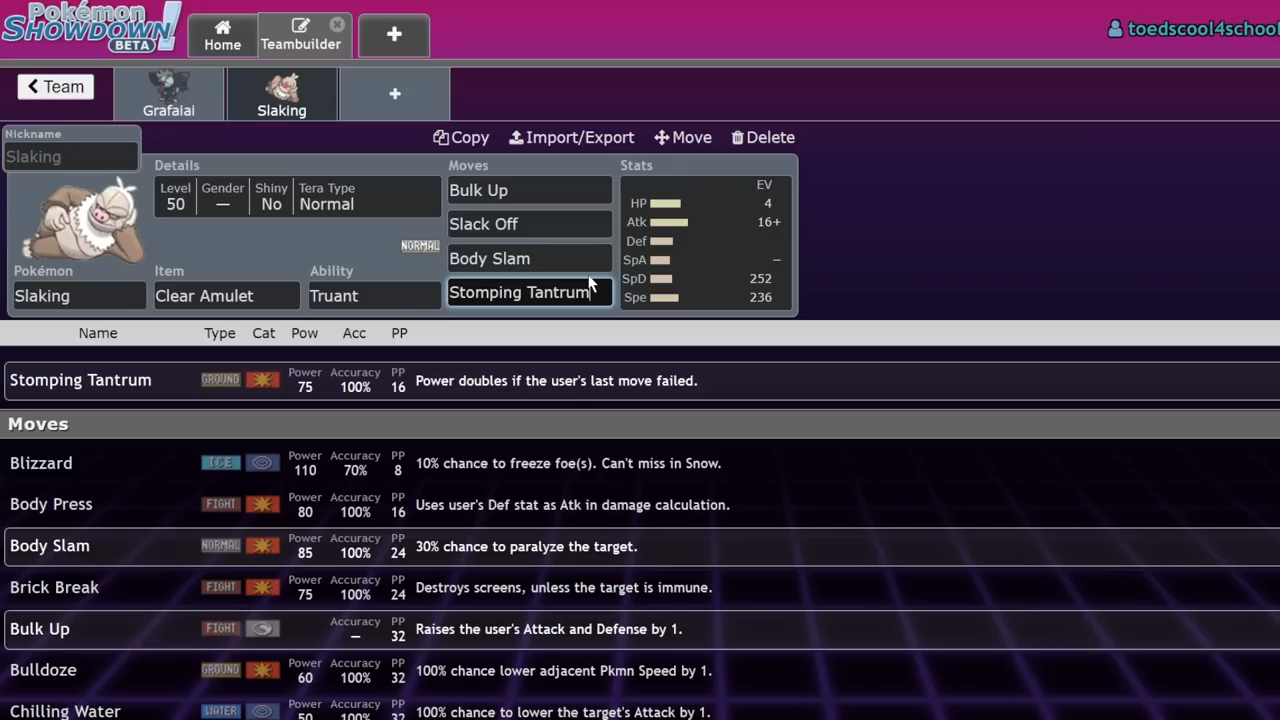 Pokémon
SHOWDOWN!
BETA
Home
Teambuilder
+
toedscool4school
Team
Grafaiai
Slaking
+
Nickname
Slaking
Copy
Import/Export
Move
Delete
Details
Level
50
Gender
—
Shiny
No
Tera Type
Normal
NORMAL
Pokémon
Slaking
Item
Clear Amulet
Ability
Truant
Moves
Bulk Up
Slack Off
Body Slam
Stomping Tantrum
Stats
EV
HP 4
Atk 16+
Def
SpA —
SpD 252
Spe 236
Name Type Cat Pow Acc PP
Stomping Tantrum GROUND Power 75 Accuracy 100% PP 16 Power doubles if the user's last move failed.
Moves
Blizzard ICE Power 110 Accuracy 70% PP 8 10% chance to freeze foe(s). Can't miss in Snow.
Body Press FIGHT Power 80 Accuracy 100% PP 16 Uses user's Def stat as Atk in damage calculation.
Body Slam NORMAL Power 85 Accuracy 100% PP 24 30% chance to paralyze the target.
Brick Break FIGHT Power 75 Accuracy 100% PP 24 Destroys screens, unless the target is immune.
Bulk Up FIGHT Accuracy — PP 32 Raises the user's Attack and Defense by 1.
Bulldoze GROUND Power 60 Accuracy 100% PP 32 100% chance lower adjacent Pkmn Speed by 1.
Chilling Water WATER Power 50 Accuracy 100% PP 32 100% chance to lower the target's Attack by 1.